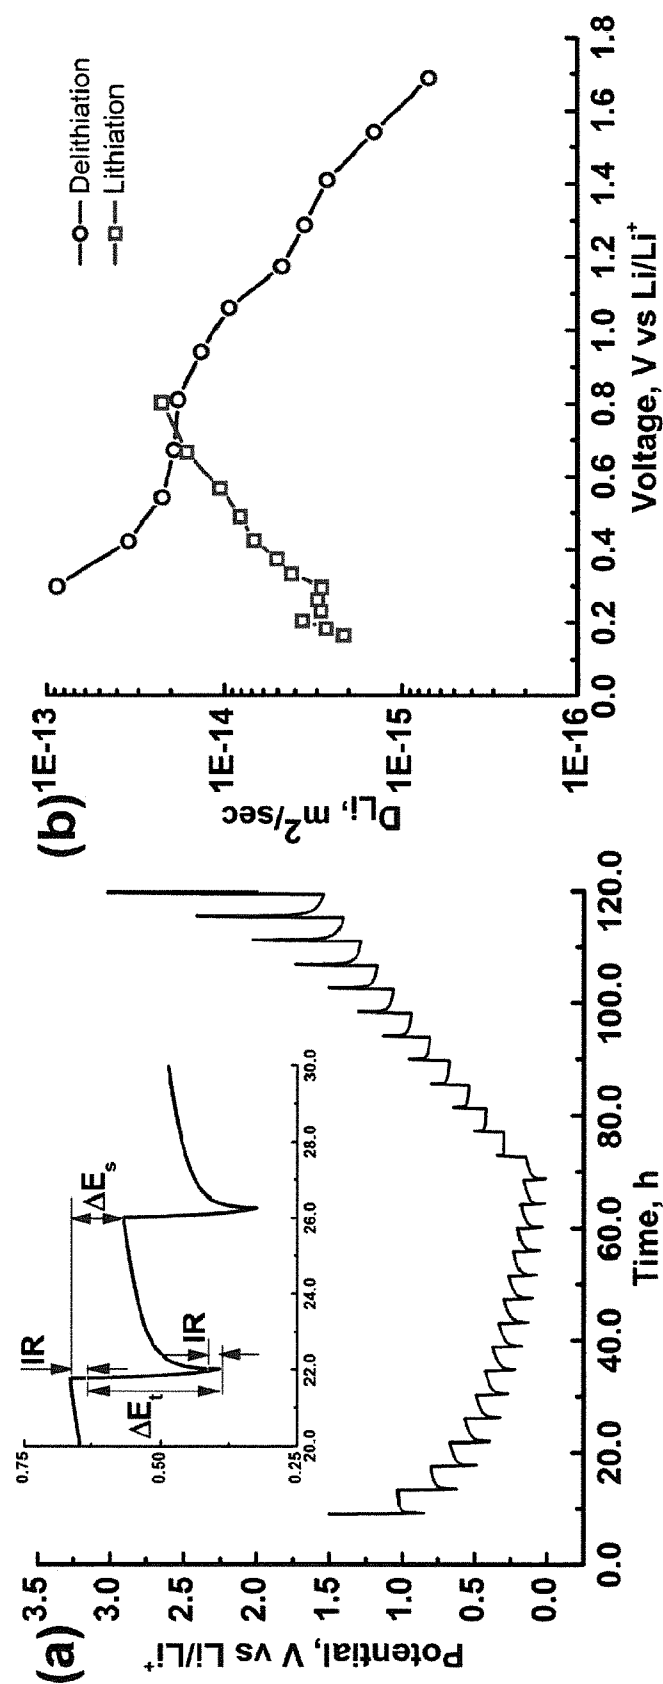 (a)
Potential, V vs Li/Li+
3.5
3.0
2.5
2.0
1.5
1.0
0.5
0.0
0.0 20.0 40.0 60.0 80.0 100.0 120.0
Time, h
0.75
0.50
0.25
20.0 22.0 24.0 26.0 28.0 30.0
IR
ΔEt
IR
ΔEs
(b)
DLi, m2/sec
1E-13
1E-14
1E-15
1E-16
0.0 0.2 0.4 0.6 0.8 1.0 1.2 1.4 1.6 1.8
Voltage, V vs Li/Li+
Delithiation
Lithiation